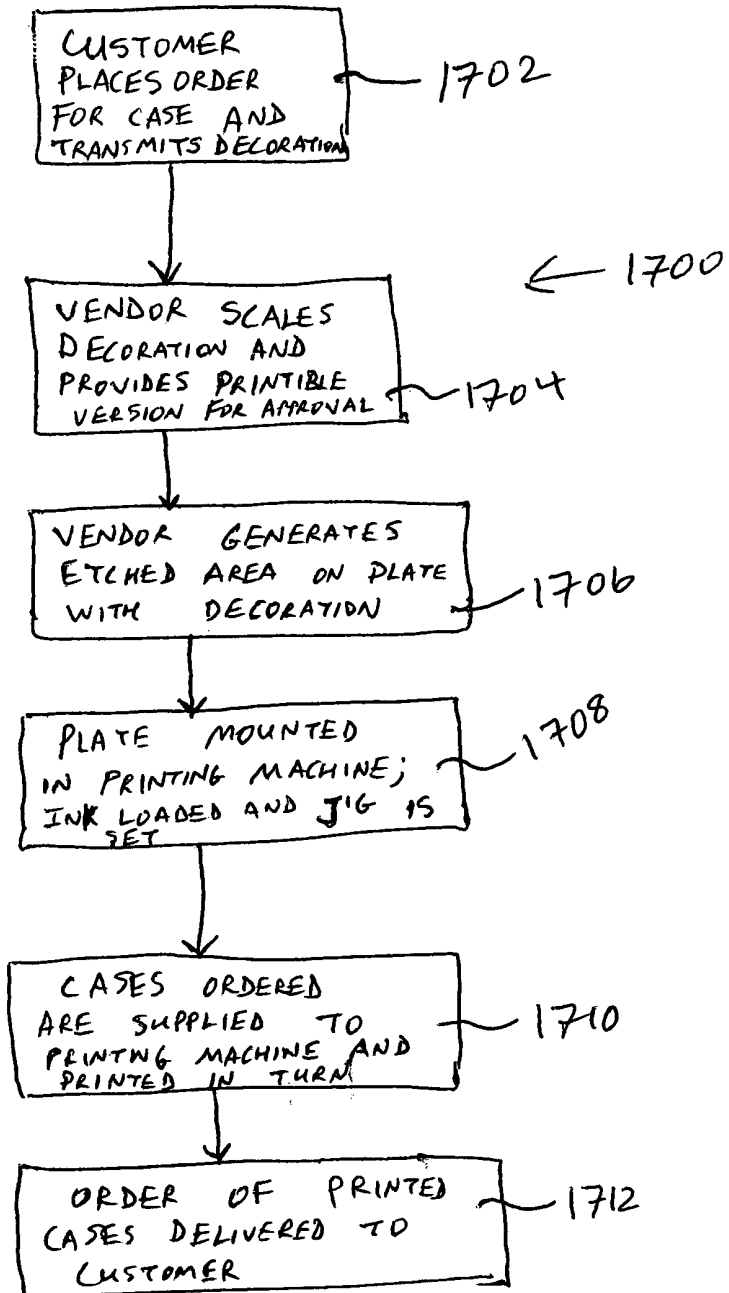 CUSTOMER
PLACES ORDER
FOR CASE AND
TRANSMITS DECORATION
1702
1700
VENDOR SCALES
DECORATION AND
PROVIDES PRINTIBLE
VERSION FOR APPROVAL
1704
VENDOR GENERATES
ETCHED AREA ON PLATE
WITH DECORATION
1706
PLATE MOUNTED
IN PRINTING MACHINE;
INK LOADED AND JIG IS
SET
1708
CASES ORDERED
ARE SUPPLIED TO
PRINTING MACHINE AND
PRINTED IN TURN
1710
ORDER OF PRINTED
CASES DELIVERED TO
CUSTOMER
1712